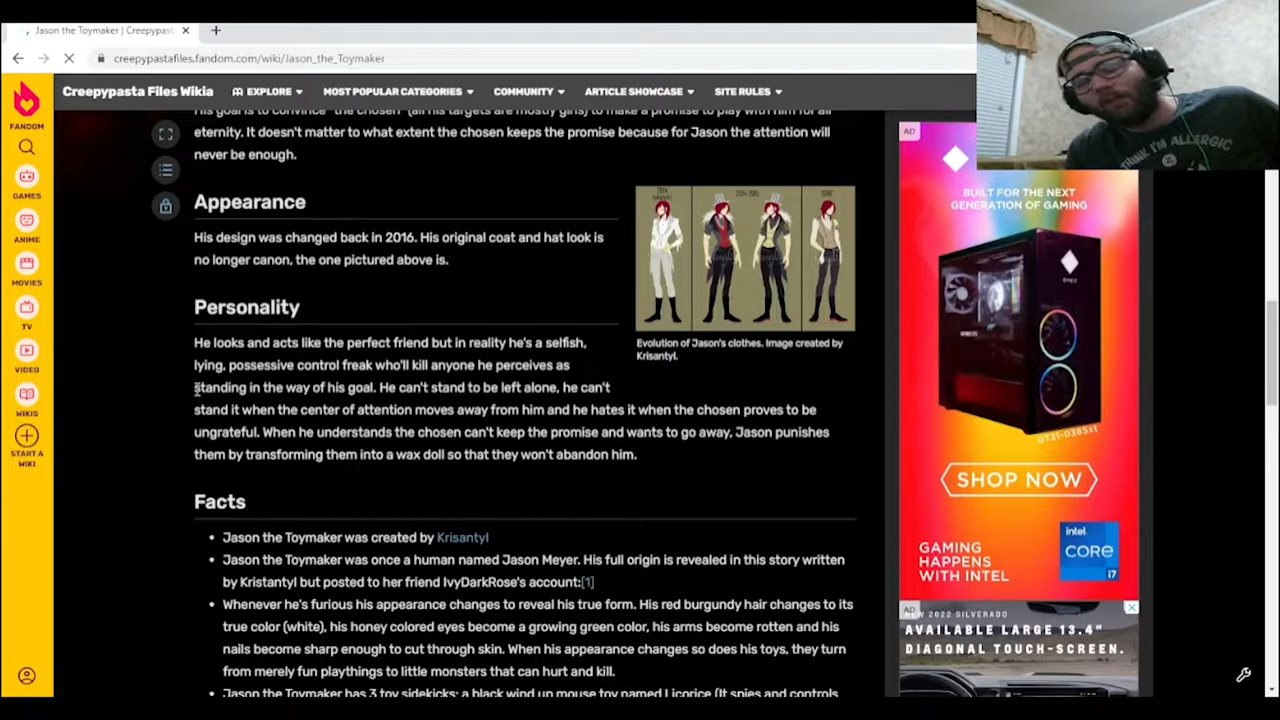 Jason the Toymaker | Creepypast
creepypastafiles.fandom.com/wiki/Jason_the_Toymaker
FANDOM
GAMES
ANIME
MOVIES
TV
VIDEO
WIKIS
START A
WIKI
Creepypasta Files Wikia
EXPLORE
MOST POPULAR CATEGORIES
COMMUNITY
ARTICLE SHOWCASE
SITE RULES
His goal is to convince "the chosen" (all his targets are mostly girls) to make a promise to play with him for all
eternity. It doesn't matter to what extent the chosen keeps the promise because for Jason the attention will
never be enough.
Appearance
His design was changed back in 2016. His original coat and hat look is
no longer canon, the one pictured above is.
2014-2015
2016
Evolution of Jason's clothes. Image created by
Krisantyl.
Personality
He looks and acts like the perfect friend but in reality he's a selfish,
lying, possessive control freak who'll kill anyone he perceives as
standing in the way of his goal. He can't stand to be left alone, he can't
stand it when the center of attention moves away from him and he hates it when the chosen proves to be
ungrateful. When he understands the chosen can't keep the promise and wants to go away, Jason punishes
them by transforming them into a wax doll so that they won't abandon him.
Facts
Jason the Toymaker was created by Krisantyl
Jason the Toymaker was once a human named Jason Meyer. His full origin is revealed in this story written
by Kristantyl but posted to her friend IvyDarkRose's account:[1]
Whenever he's furious his appearance changes to reveal his true form. His red burgundy hair changes to its
true color (white), his honey colored eyes become a growing green color, his arms become rotten and his
nails become sharp enough to cut through skin. When his appearance changes so does his toys, they turn
from merely fun playthings to little monsters that can hurt and kill.
Jason the Toymaker has 3 toy sidekicks: a black wind up mouse toy named Licorice (It spies and controls
AD
BUILT FOR THE NEXT
GENERATION OF GAMING
SHOP NOW
GAMING
HAPPENS
WITH INTEL
intel
CORE
i7
AD
NEW 2022 SILVERADO
AVAILABLE LARGE 13.4"
DIAGONAL TOUCH-SCREEN.
THINK I'M ALLERGIC